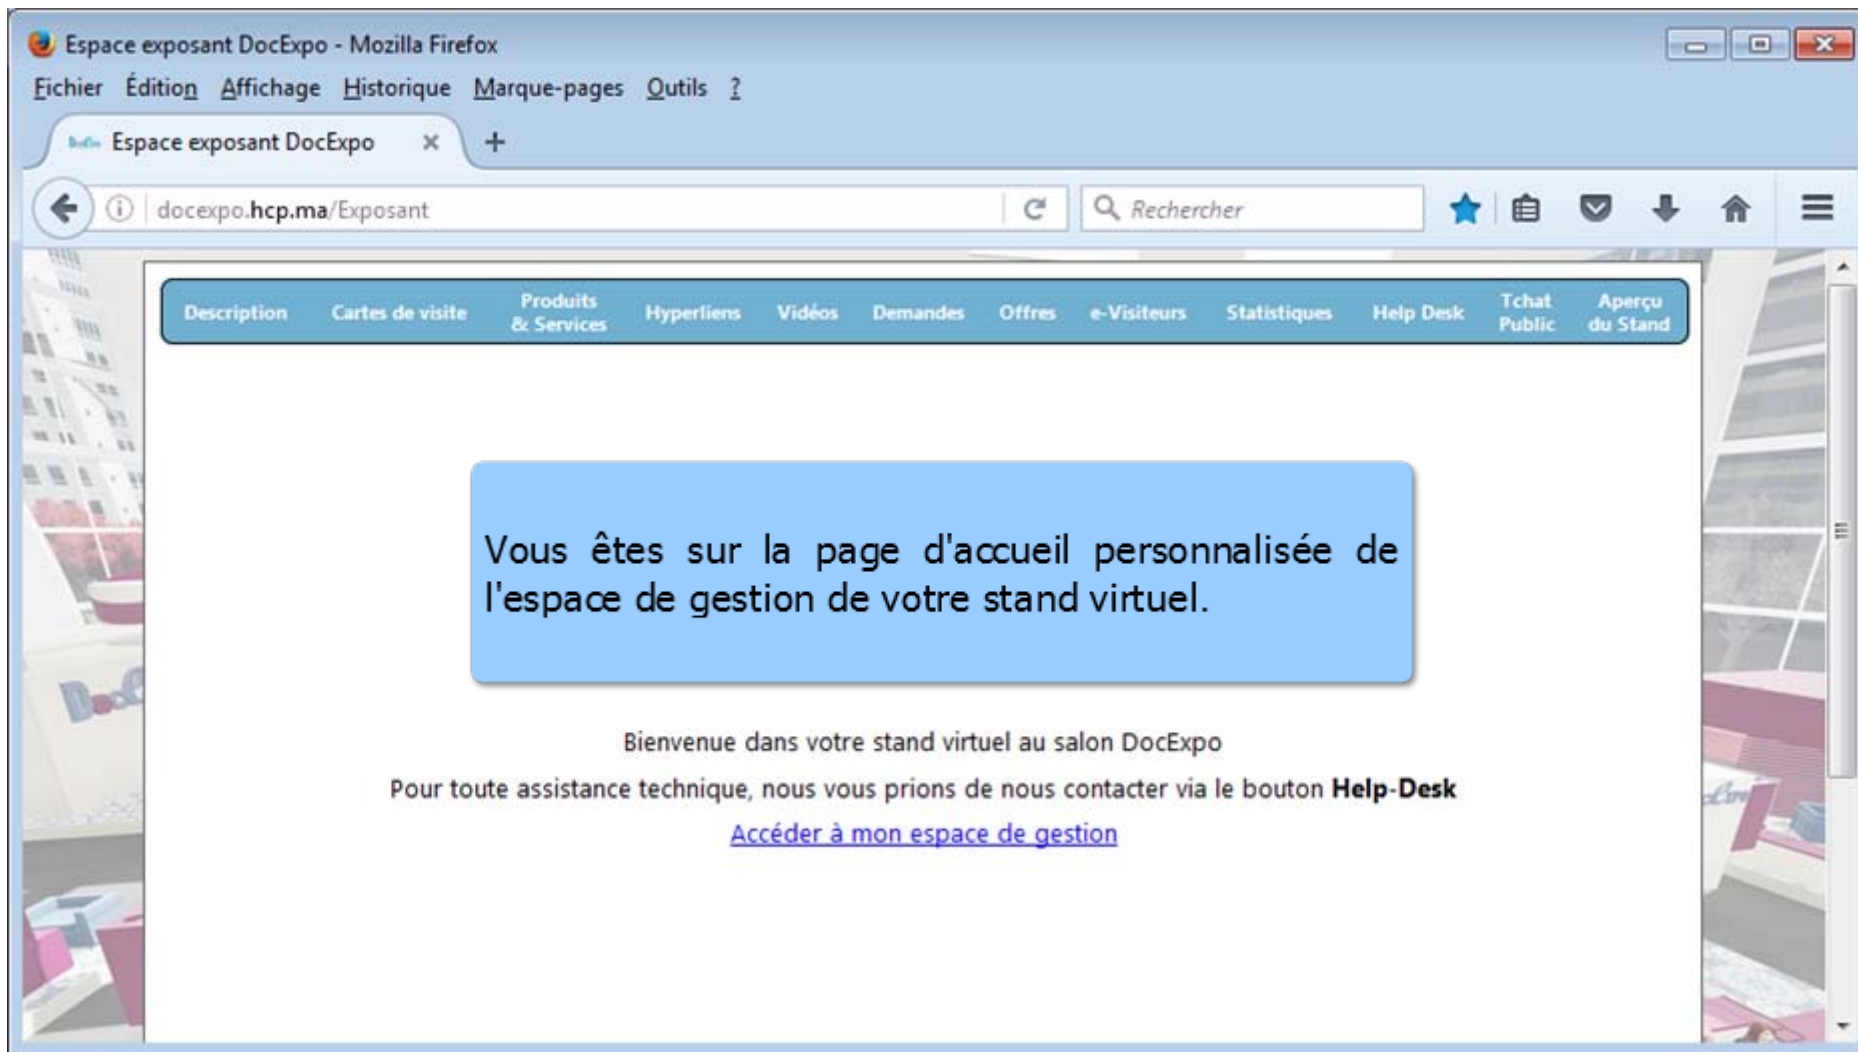 Espace exposant DocExpo - Mozilla Firefox
Fichier Édition Affichage Historique Marque-pages Outils ?
Espace exposant DocExpo
docexpo.hcp.ma/Exposant
Rechercher
Description Cartes de visite Produits & Services Hyperliens Vidéos Demandes Offres e-Visiteurs Statistiques Help Desk Tchat Public Aperçu du Stand
Vous êtes sur la page d'accueil personnalisée de
l'espace de gestion de votre stand virtuel.
Bienvenue dans votre stand virtuel au salon DocExpo
Pour toute assistance technique, nous vous prions de nous contacter via le bouton Help-Desk
Accéder à mon espace de gestion